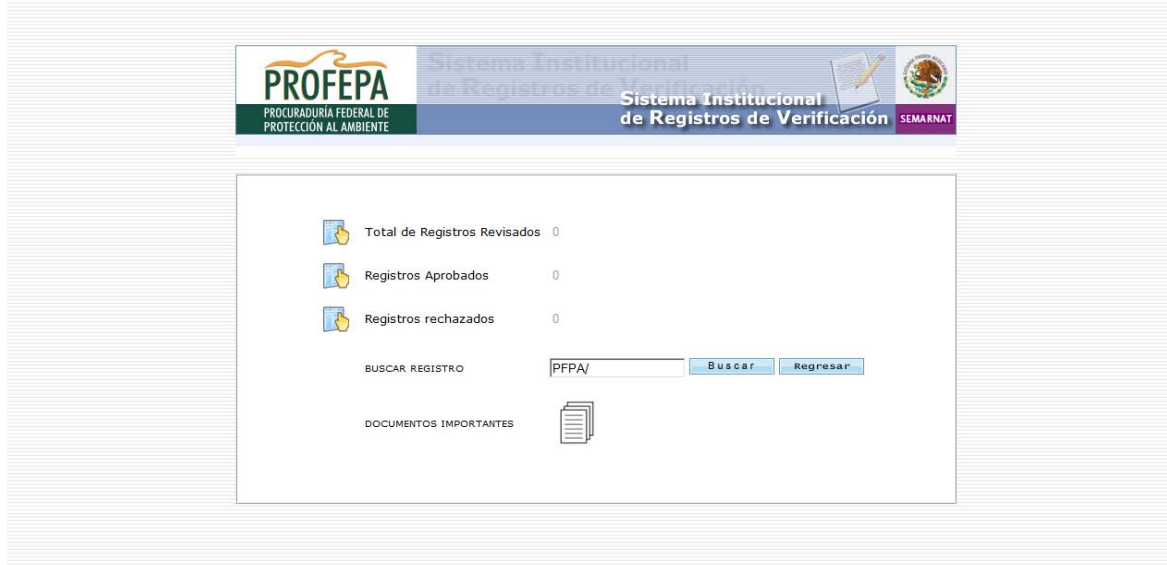 PROFEPA
PROCURADURÍA FEDERAL DE
PROTECCIÓN AL AMBIENTE
Sistema Institucional
de Registros de Verificación
Sistema Institucional
de Registros de Verificación
SEMARNAT
Total de Registros Revisados 0
Registros Aprobados 0
Registros rechazados 0
BUSCAR REGISTRO PFPA/ Buscar Regresar
DOCUMENTOS IMPORTANTES